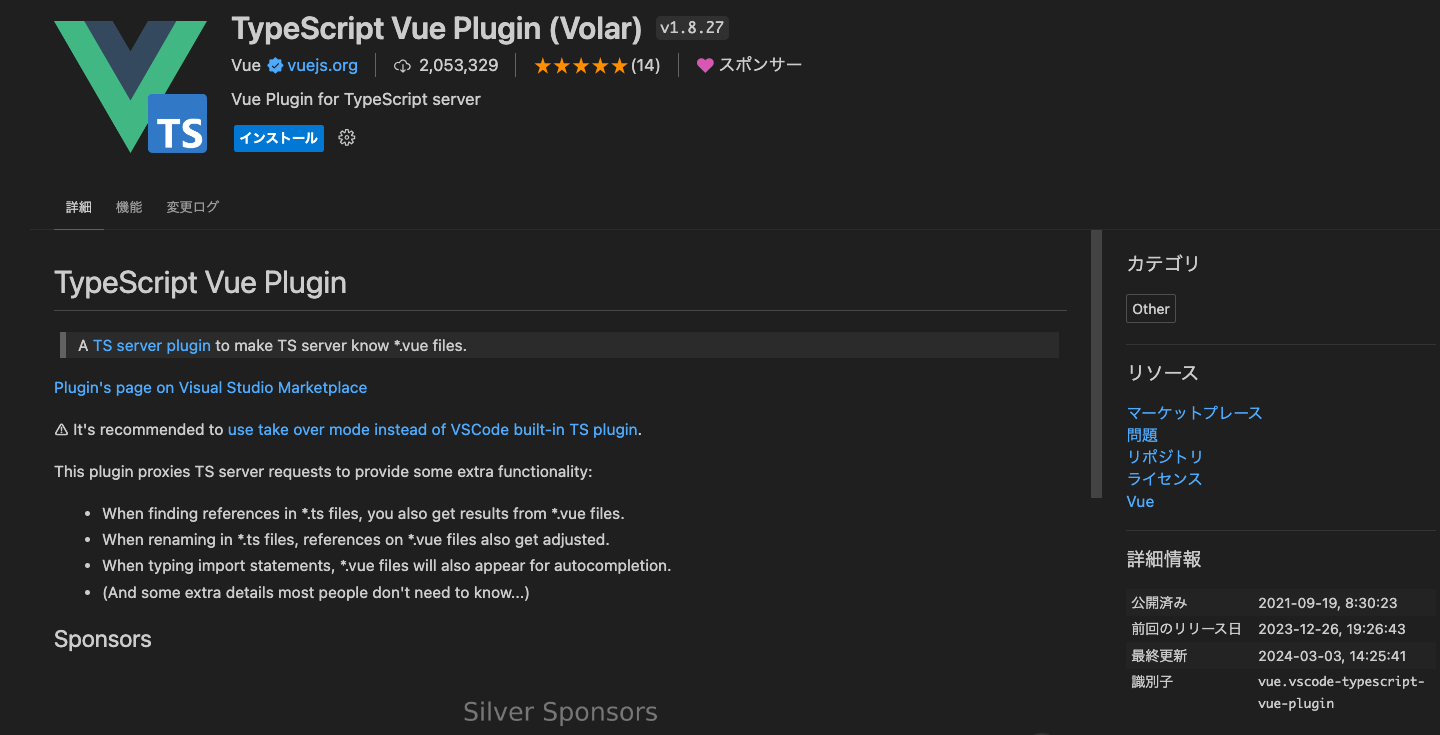 TypeScript Vue Plugin (Volar) v1.8.27
Vue vuejs.org 2,053,329 ★★★★★(14) スポンサー
Vue Plugin for TypeScript server
TS
インストール
詳細 機能 変更ログ
TypeScript Vue Plugin
A TS server plugin to make TS server know *.vue files.
Plugin's page on Visual Studio Marketplace
⚠ It's recommended to use take over mode instead of VSCode built-in TS plugin.
This plugin proxies TS server requests to provide some extra functionality:
• When finding references in *.ts files, you also get results from *.vue files.
• When renaming in *.ts files, references on *.vue files also get adjusted.
• When typing import statements, *.vue files will also appear for autocompletion.
• (And some extra details most people don't need to know...)
Sponsors
Silver Sponsors
カテゴリ
Other
リソース
マーケットプレース
問題
リポジトリ
ライセンス
Vue
詳細情報
公開済み 2021-09-19, 8:30:23
前回のリリース日 2023-12-26, 19:26:43
最終更新 2024-03-03, 14:25:41
識別子 vue.vscode-typescript-
vue-plugin